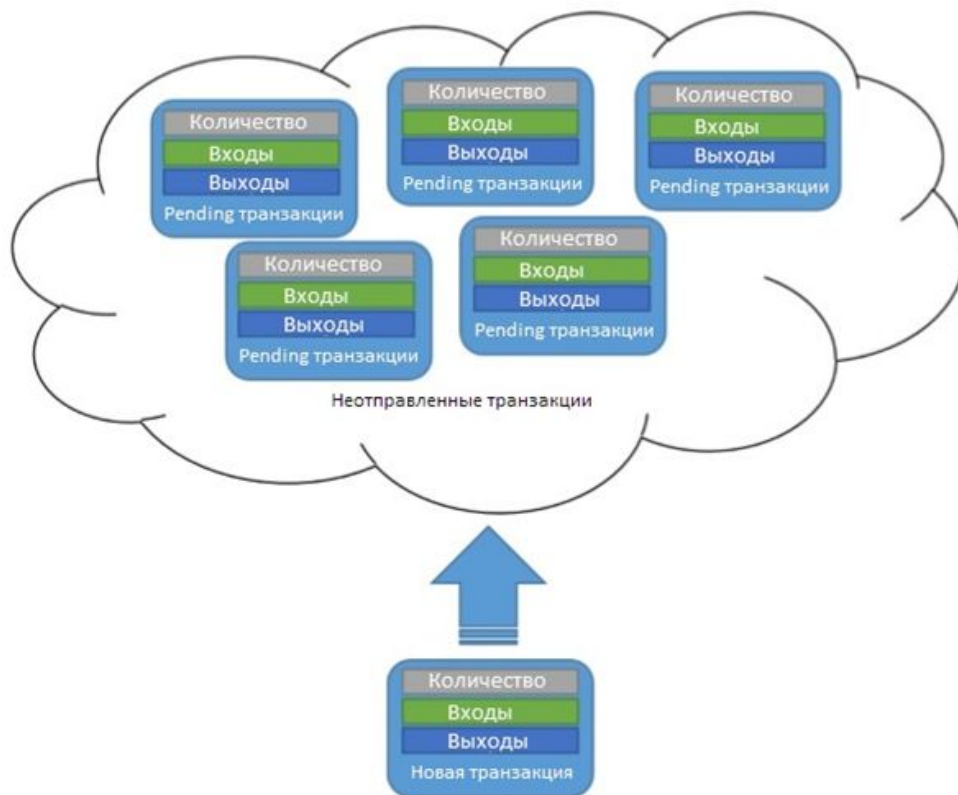 Количество
Входы
Выходы
Pending транзакции
Количество
Входы
Выходы
Pending транзакции
Количество
Входы
Выходы
Pending транзакции
Количество
Входы
Выходы
Pending транзакции
Количество
Входы
Выходы
Pending транзакции
Неотправленные транзакции
Количество
Входы
Выходы
Новая транзакция